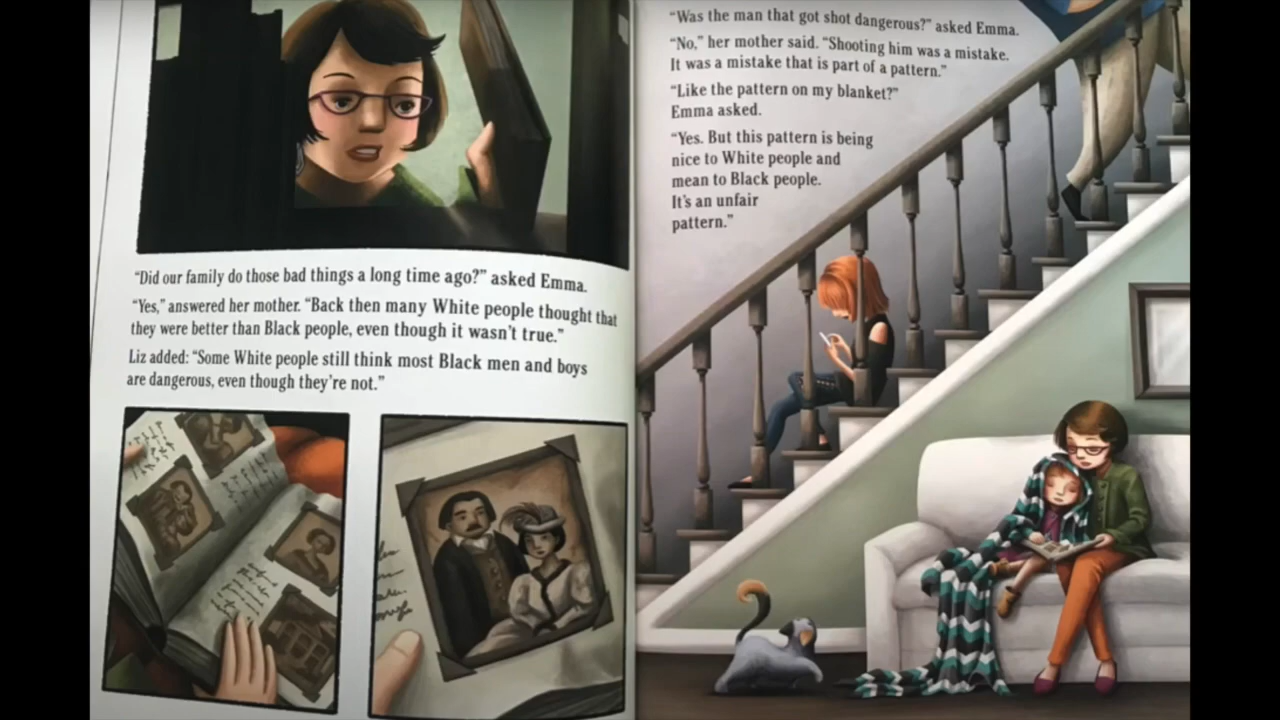 "Did our family do those bad things a long time ago?" asked Emma.
"Yes," answered her mother. "Back then many White people thought that
they were better than Black people, even though it wasn't true."
Liz added: "Some White people still think most Black men and boys
are dangerous, even though they're not."
"Was the man that got shot dangerous?" asked Emma.
"No," her mother said. "Shooting him was a mistake.
It was a mistake that is part of a pattern."
"Like the pattern on my blanket?"
Emma asked.
"Yes. But this pattern is being
nice to White people and
mean to Black people.
It's an unfair
pattern."